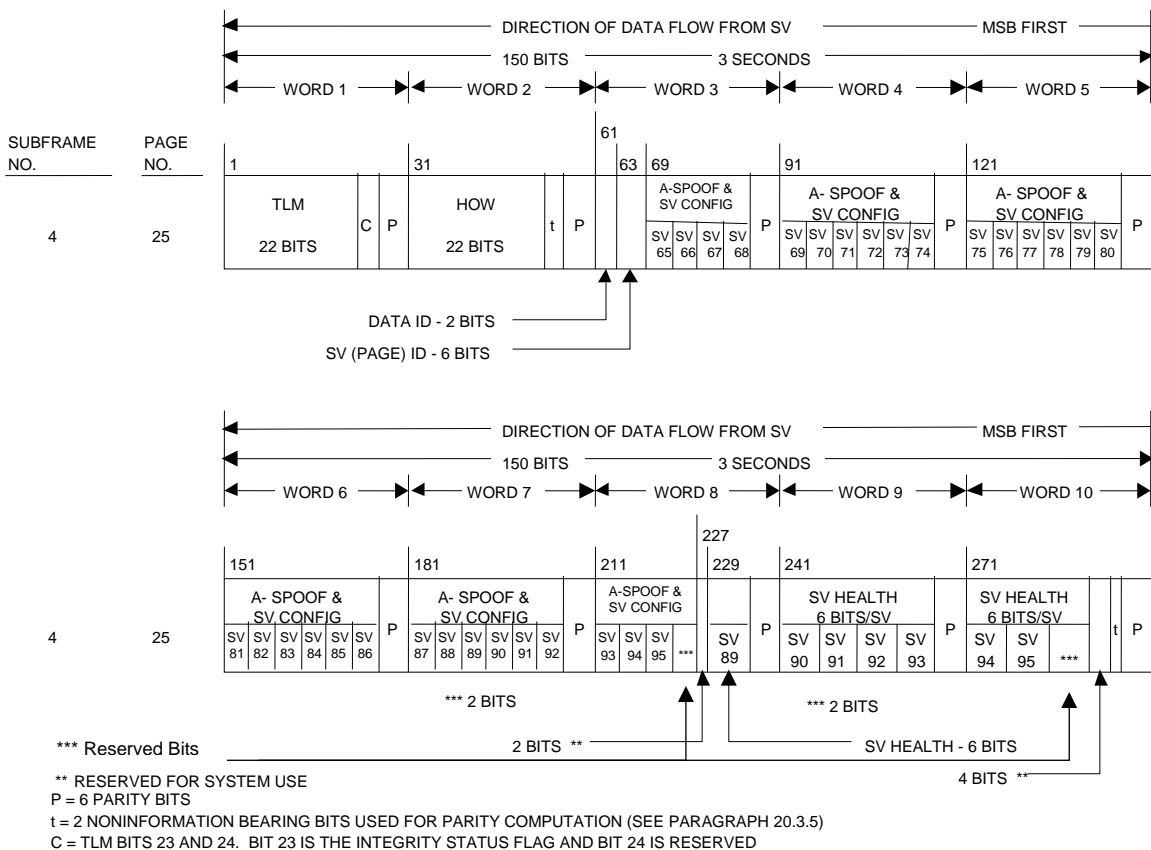 DIRECTION OF DATA FLOW FROM SV MSB FIRST
150 BITS 3 SECONDS
WORD 1 WORD 2 WORD 3 WORD 4 WORD 5
SUBFRAME NO. PAGE NO.
61
1 31 63 69 91 121
4 25
TLM
22 BITS
C P
HOW
22 BITS
t P
A-SPOOF &
SV CONFIG
SV 65 SV 66 SV 67 SV 68
P
A- SPOOF &
SV CONFIG
SV 69 SV 70 SV 71 SV 72 SV 73 SV 74
P
A- SPOOF &
SV CONFIG
SV 75 SV 76 SV 77 SV 78 SV 79 SV 80
P
DATA ID - 2 BITS
SV (PAGE) ID - 6 BITS
DIRECTION OF DATA FLOW FROM SV MSB FIRST
150 BITS 3 SECONDS
WORD 6 WORD 7 WORD 8 WORD 9 WORD 10
227
151 181 211 229 241 271
4 25
A- SPOOF &
SV CONFIG
SV 81 SV 82 SV 83 SV 84 SV 85 SV 86
P
A- SPOOF &
SV CONFIG
SV 87 SV 88 SV 89 SV 90 SV 91 SV 92
P
A-SPOOF &
SV CONFIG
SV 93 SV 94 SV 95 ***
SV 89
P
SV HEALTH
6 BITS/SV
SV 90 SV 91 SV 92 SV 93
P
SV HEALTH
6 BITS/SV
SV 94 SV 95 ***
t P
*** 2 BITS *** 2 BITS
*** Reserved Bits
2 BITS **
SV HEALTH - 6 BITS
4 BITS **
** RESERVED FOR SYSTEM USE
P = 6 PARITY BITS
t = 2 NONINFORMATION BEARING BITS USED FOR PARITY COMPUTATION (SEE PARAGRAPH 20.3.5)
C = TLM BITS 23 AND 24. BIT 23 IS THE INTEGRITY STATUS FLAG AND BIT 24 IS RESERVED